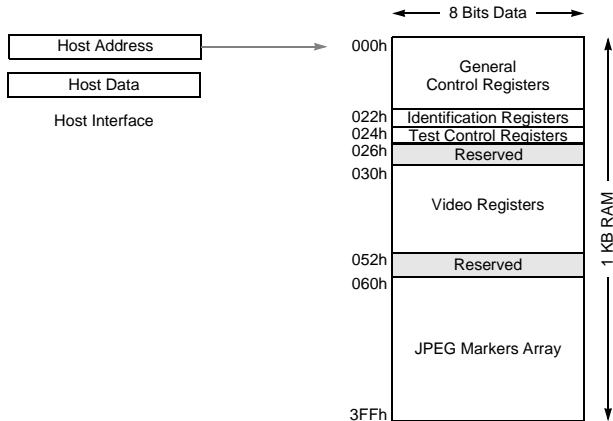 8 Bits Data
Host Address
Host Data
Host Interface
000h
General
Control Registers
022h
Identification Registers
024h
Test Control Registers
026h
Reserved
030h
Video Registers
052h
Reserved
060h
JPEG Markers Array
3FFh
1 KB RAM